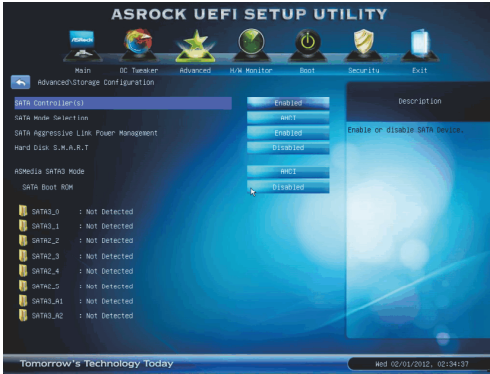 ASROCK UEFI SETUP UTILITY
ASRock
Main OC Tweaker Advanced H/W Monitor Boot Security Exit
Advanced\Storage Configuration
SATA Controller(s) Enabled
SATA Mode Selection AHCI
SATA Aggressive Link Power Management Enabled
Hard Disk S.M.A.R.T Disabled
ASMedia SATA3 Mode AHCI
SATA Boot ROM Disabled
SATA3_0 : Not Detected
SATA3_1 : Not Detected
SATA2_2 : Not Detected
SATA2_3 : Not Detected
SATA2_4 : Not Detected
SATA2_5 : Not Detected
SATA3_A1 : Not Detected
SATA3_A2 : Not Detected
Description
Enable or disable SATA Device.
Tomorrow's Technology Today
Wed 02/01/2012, 02:34:37